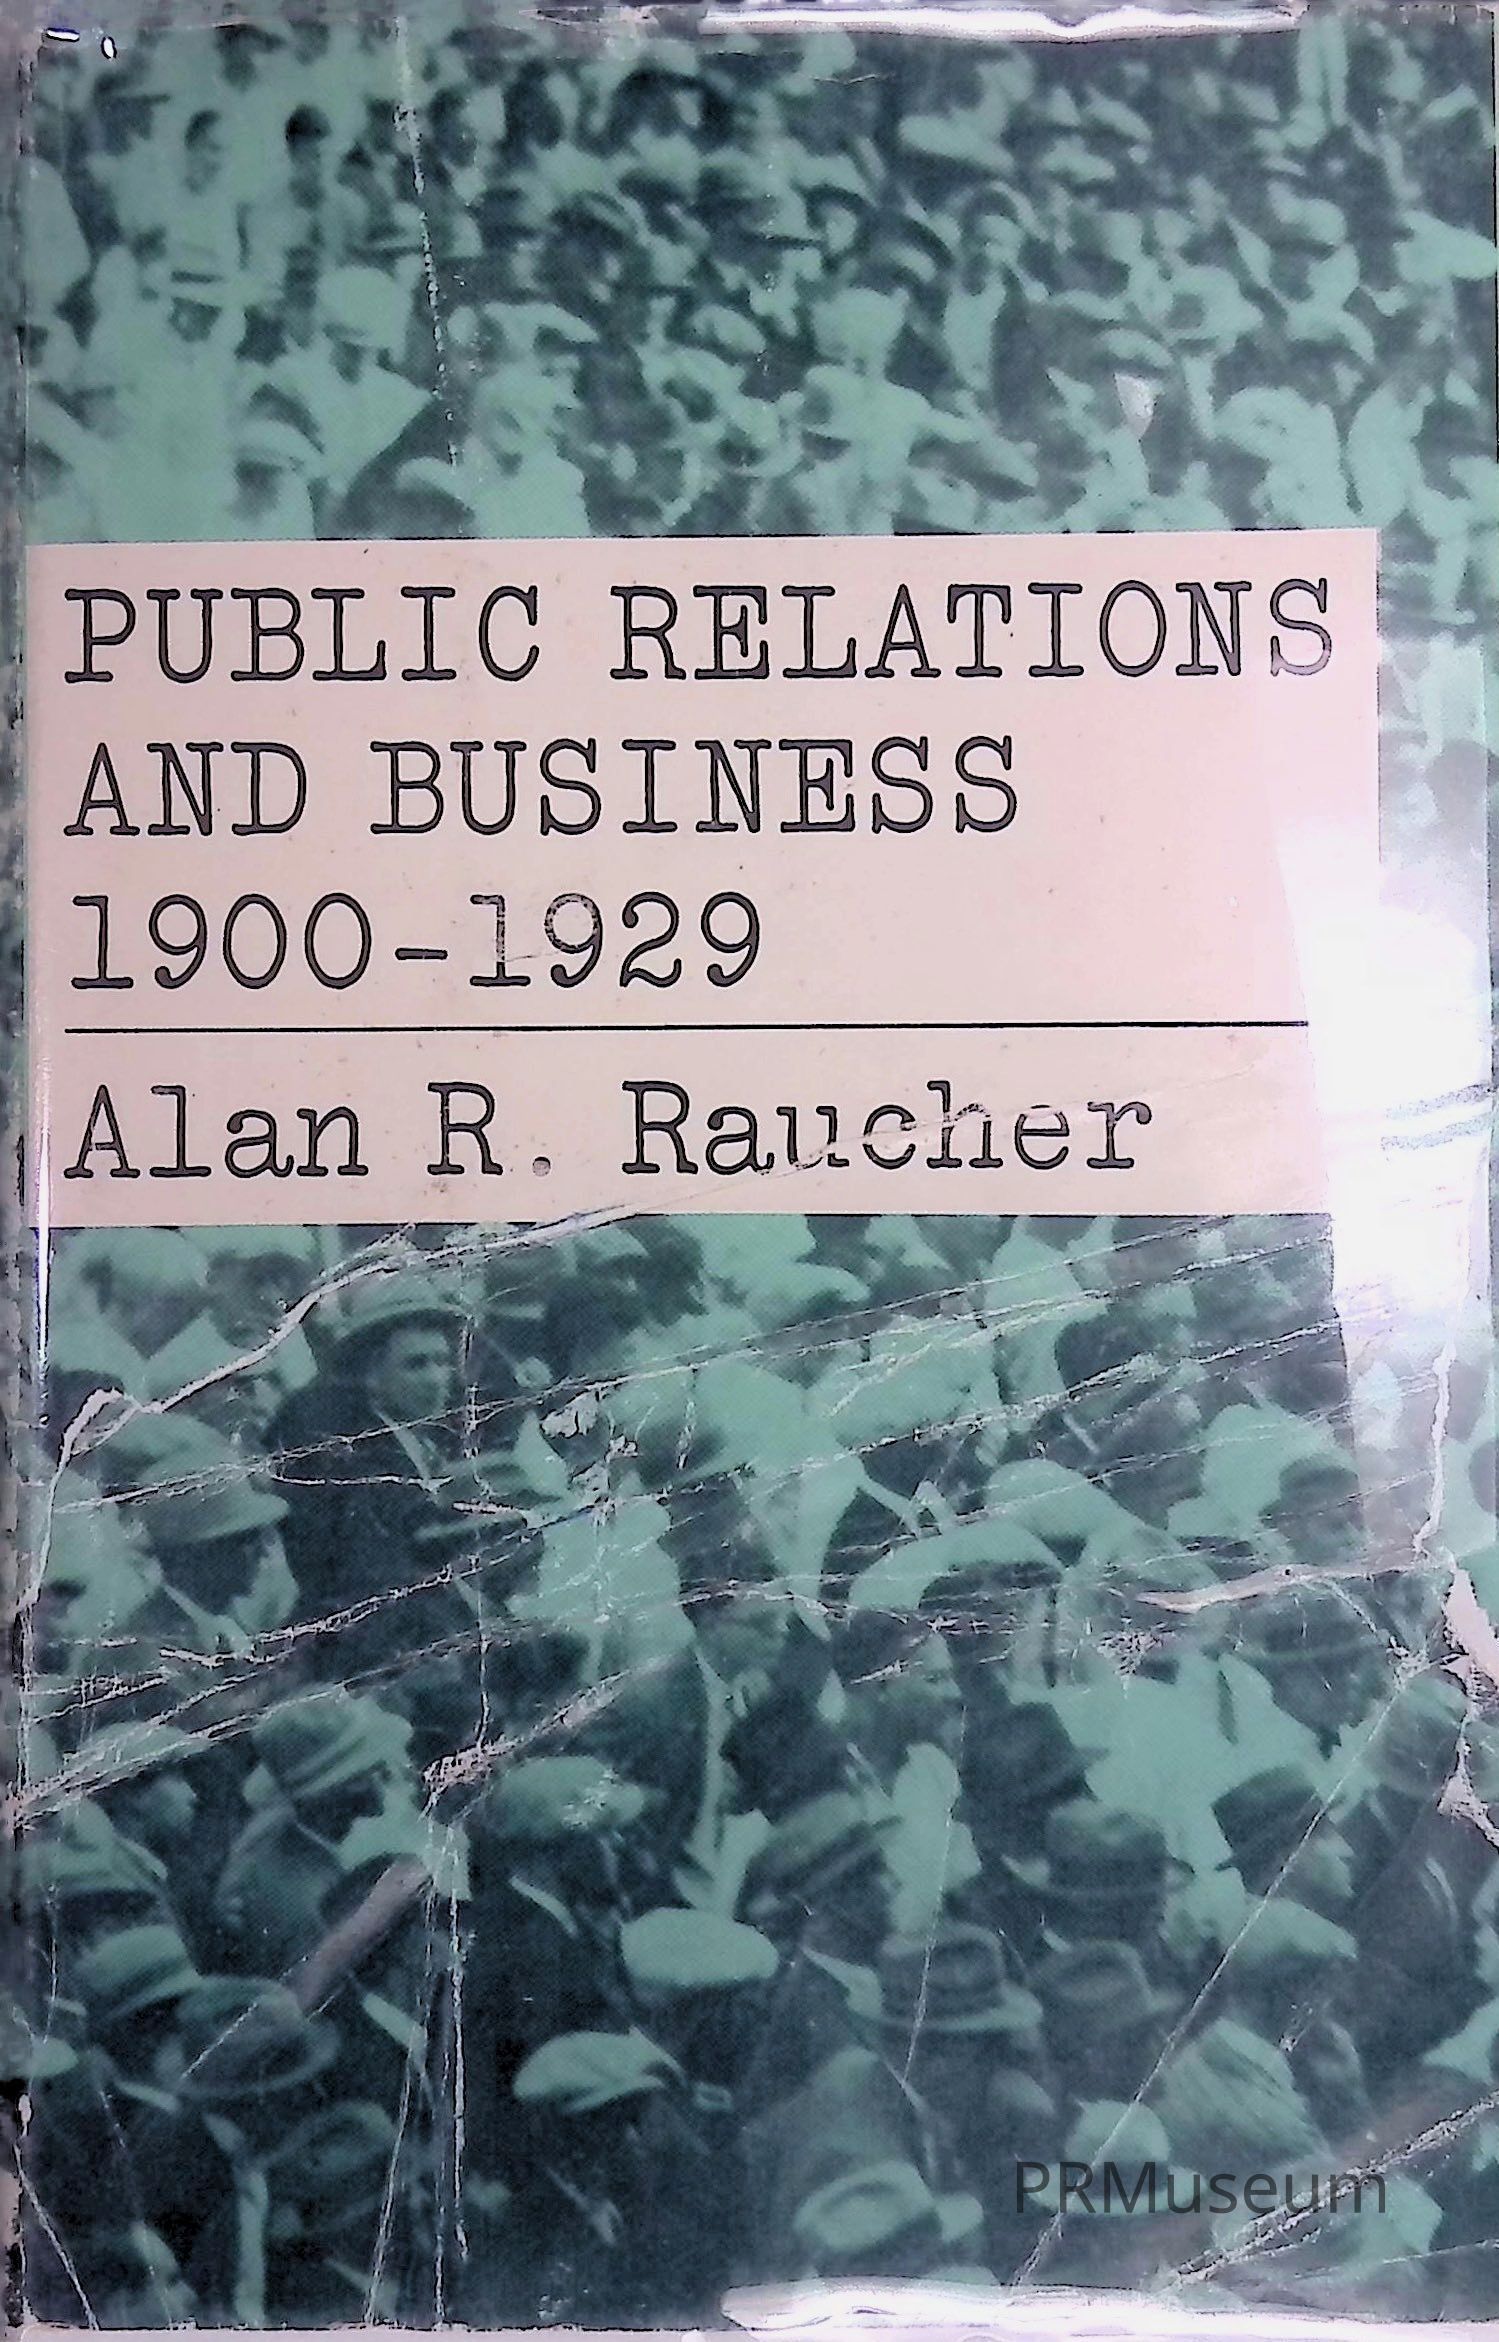 PUBLIC RELATIONS
AND BUSINESS
1900-1929
Alan R. Raucher
PRMuseum